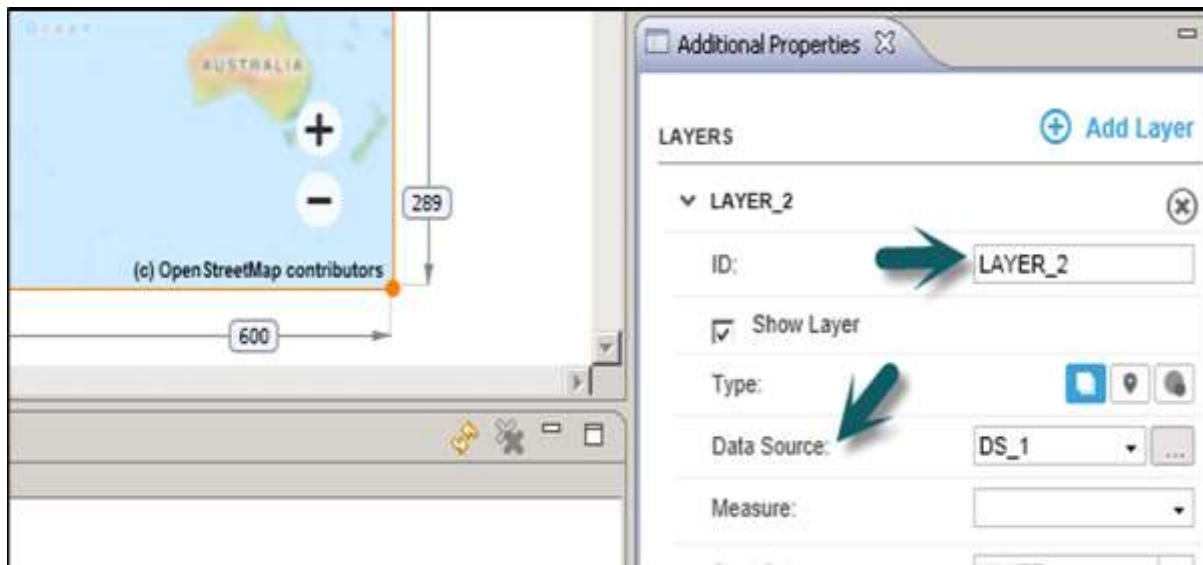 Ocean
AUSTRALIA
+
−
289
(c) OpenStreetMap contributors
600
Additional Properties
LAYERS
Add Layer
LAYER_2
ID:
LAYER_2
Show Layer
Type:
Data Source:
DS_1
...
Measure: